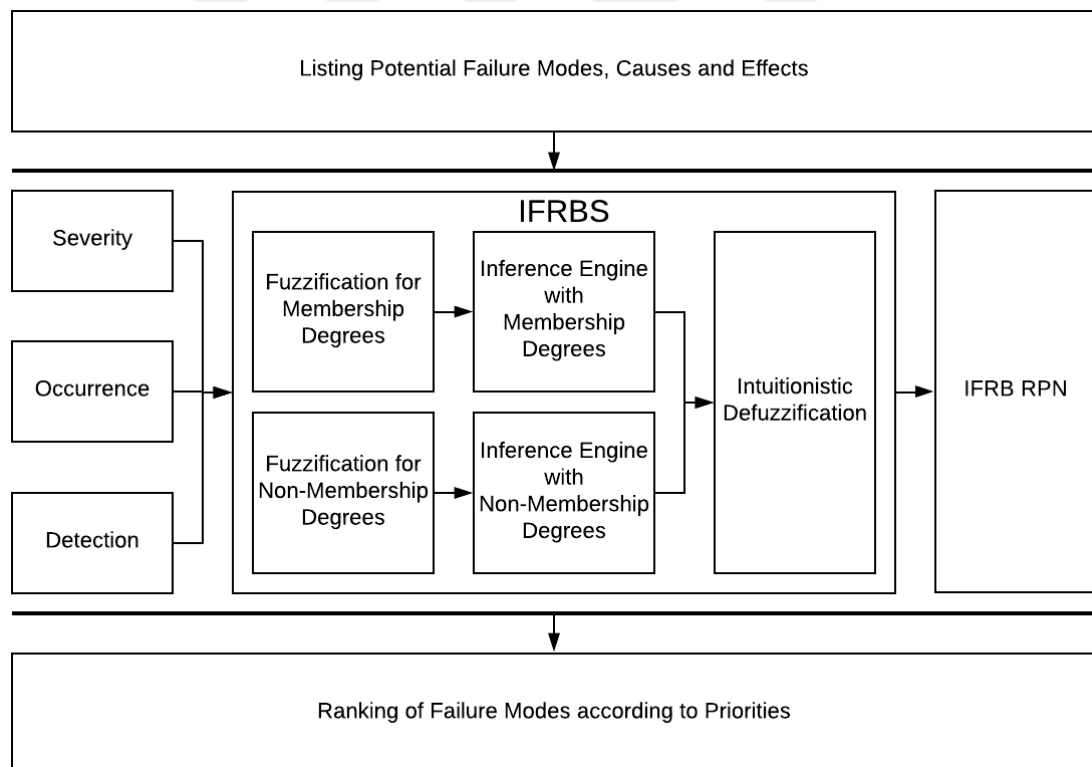 Listing Potential Failure Modes, Causes and Effects
Severity
Occurrence
Detection
IFRBS
Fuzzification for
Membership
Degrees
Inference Engine
with
Membership
Degrees
Fuzzification for
Non-Membership
Degrees
Inference Engine
with
Non-Membership
Degrees
Intuitionistic
Defuzzification
IFRB RPN
Ranking of Failure Modes according to Priorities